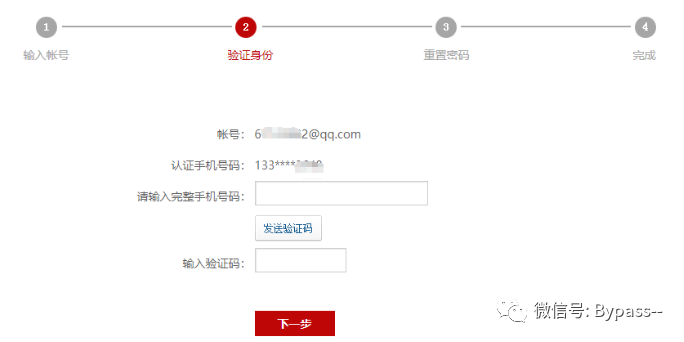 1 2 3 4
输入帐号 验证身份 重置密码 完成
帐号： 6 2@qq.com
认证手机号码： 133****
请输入完整手机号码：
发送验证码
输入验证码：
下一步
微信号: Bypass--